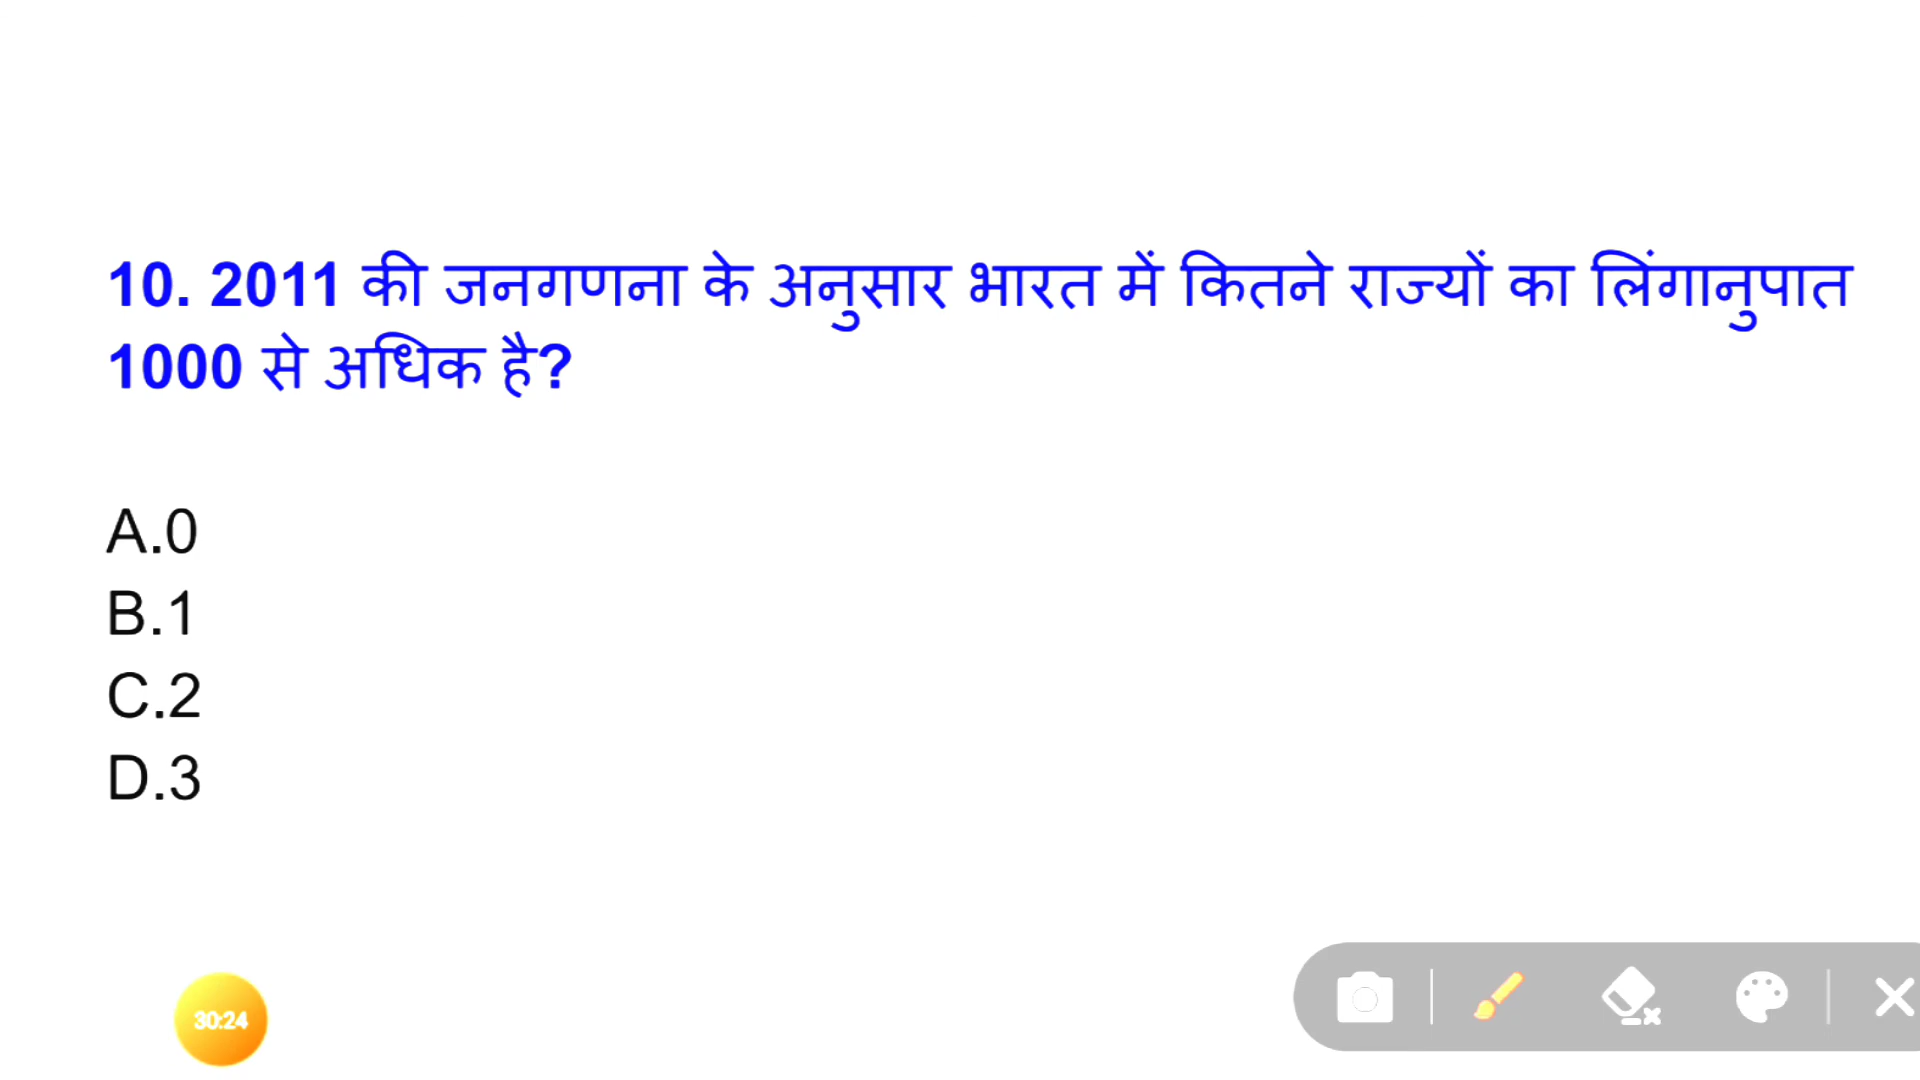 10. 2011 की जनगणना के अनुसार भारत में कितने राज्यों का लिंगानुपात
1000 से अधिक है?
A.0
B.1
C.2
D.3
30:24